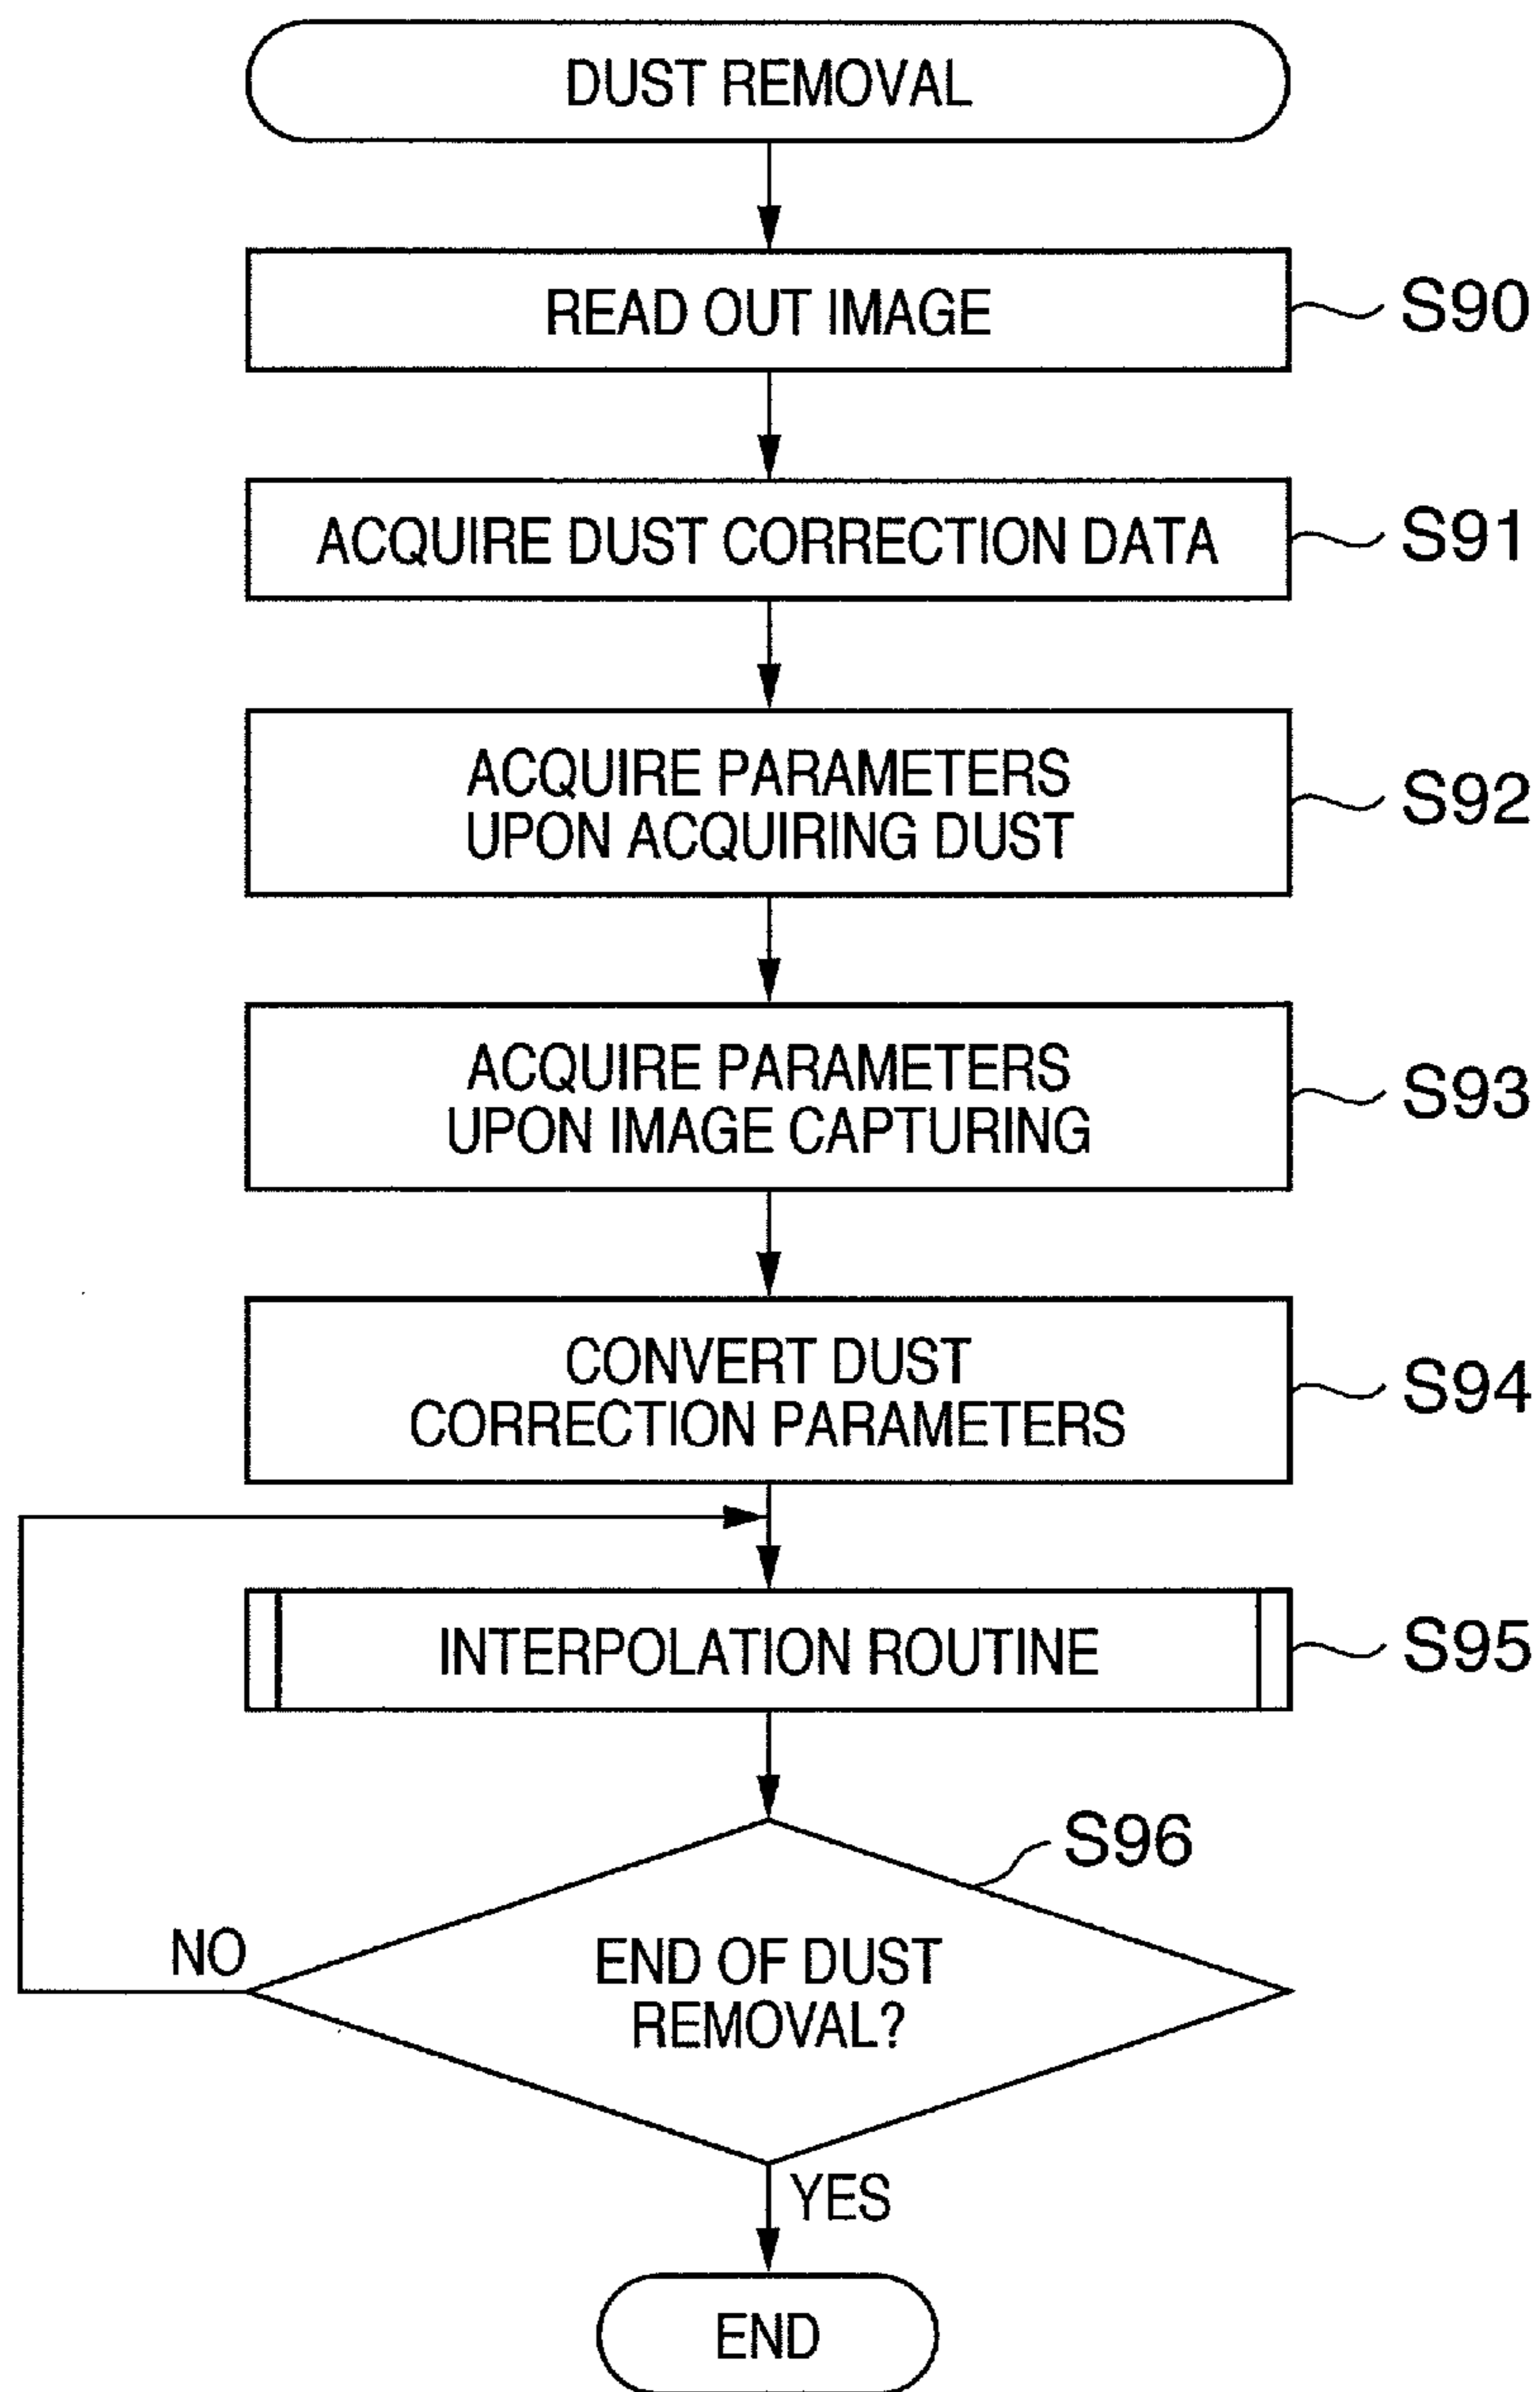 DUST REMOVAL
READ OUT IMAGE
S90
ACQUIRE DUST CORRECTION DATA
S91
ACQUIRE PARAMETERS
UPON ACQUIRING DUST
S92
ACQUIRE PARAMETERS
UPON IMAGE CAPTURING
S93
CONVERT DUST
CORRECTION PARAMETERS
S94
INTERPOLATION ROUTINE
S95
S96
NO
END OF DUST
REMOVAL?
YES
END